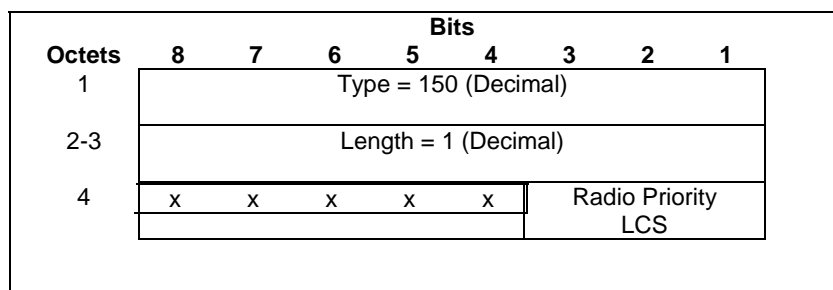 Bits
Octets 8 7 6 5 4 3 2 1
1 Type = 150 (Decimal)
2-3 Length = 1 (Decimal)
4 x x x x x Radio Priority
LCS